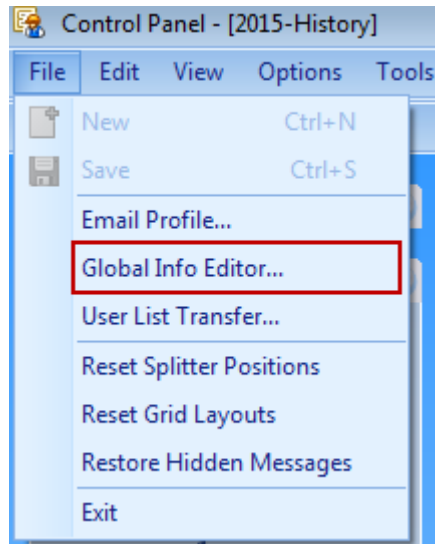 Control Panel - [2015-History]
File Edit View Options Tools
New Ctrl+N
Save Ctrl+S
Email Profile...
Global Info Editor...
User List Transfer...
Reset Splitter Positions
Reset Grid Layouts
Restore Hidden Messages
Exit